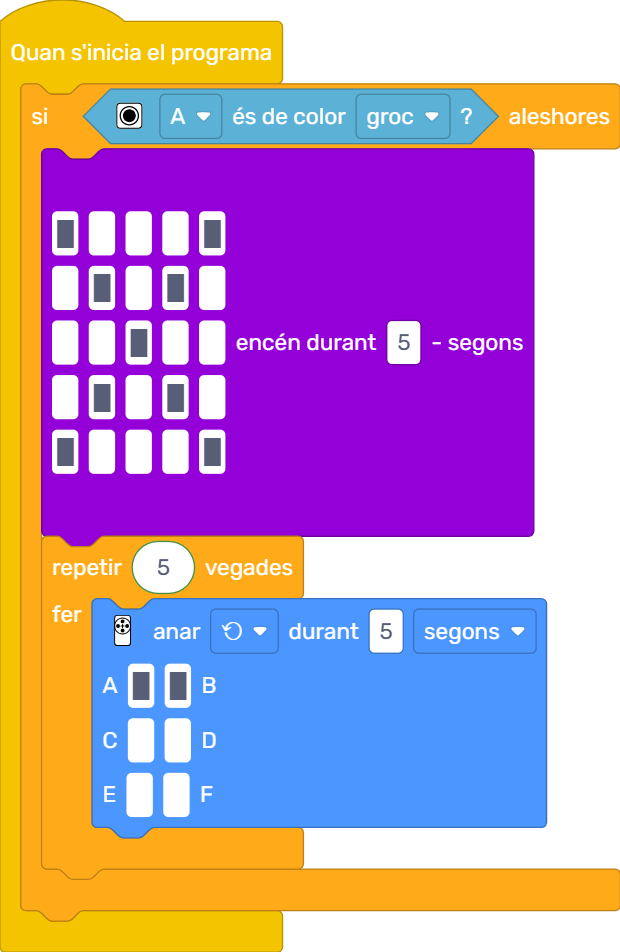 Quan s'inicia el programa
si A és de color groc ? aleshores
encén durant 5 - segons
repetir 5 vegades
fer
anar durant 5 segons
A B
C D
E F